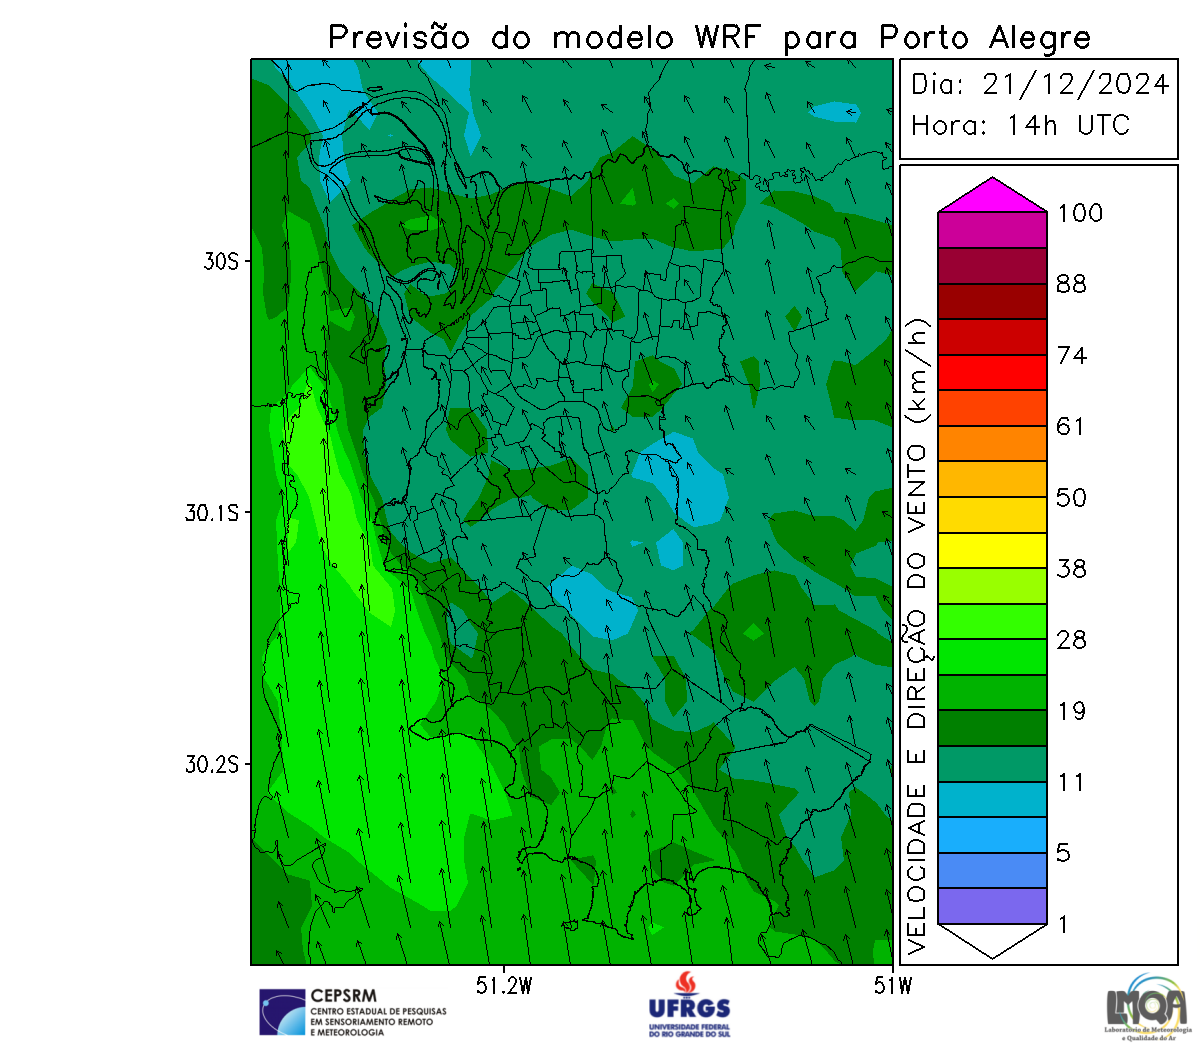 Previsão do modelo WRF para Porto Alegre
Dia: 21/12/2024
Hora: 14h UTC
30S
30.1S
30.2S
51.2W
51W
VELOCIDADE E DIREÇÃO DO VENTO (km/h)
100
88
74
61
50
38
28
19
11
5
1
CEPSRM
CENTRO ESTADUAL DE PESQUISAS
EM SENSORIAMENTO REMOTO
E METEOROLOGIA
UFRGS
UNIVERSIDADE FEDERAL
DO RIO GRANDE DO SUL
LMQA
Laboratório de Meteorologia
e Qualidade do Ar